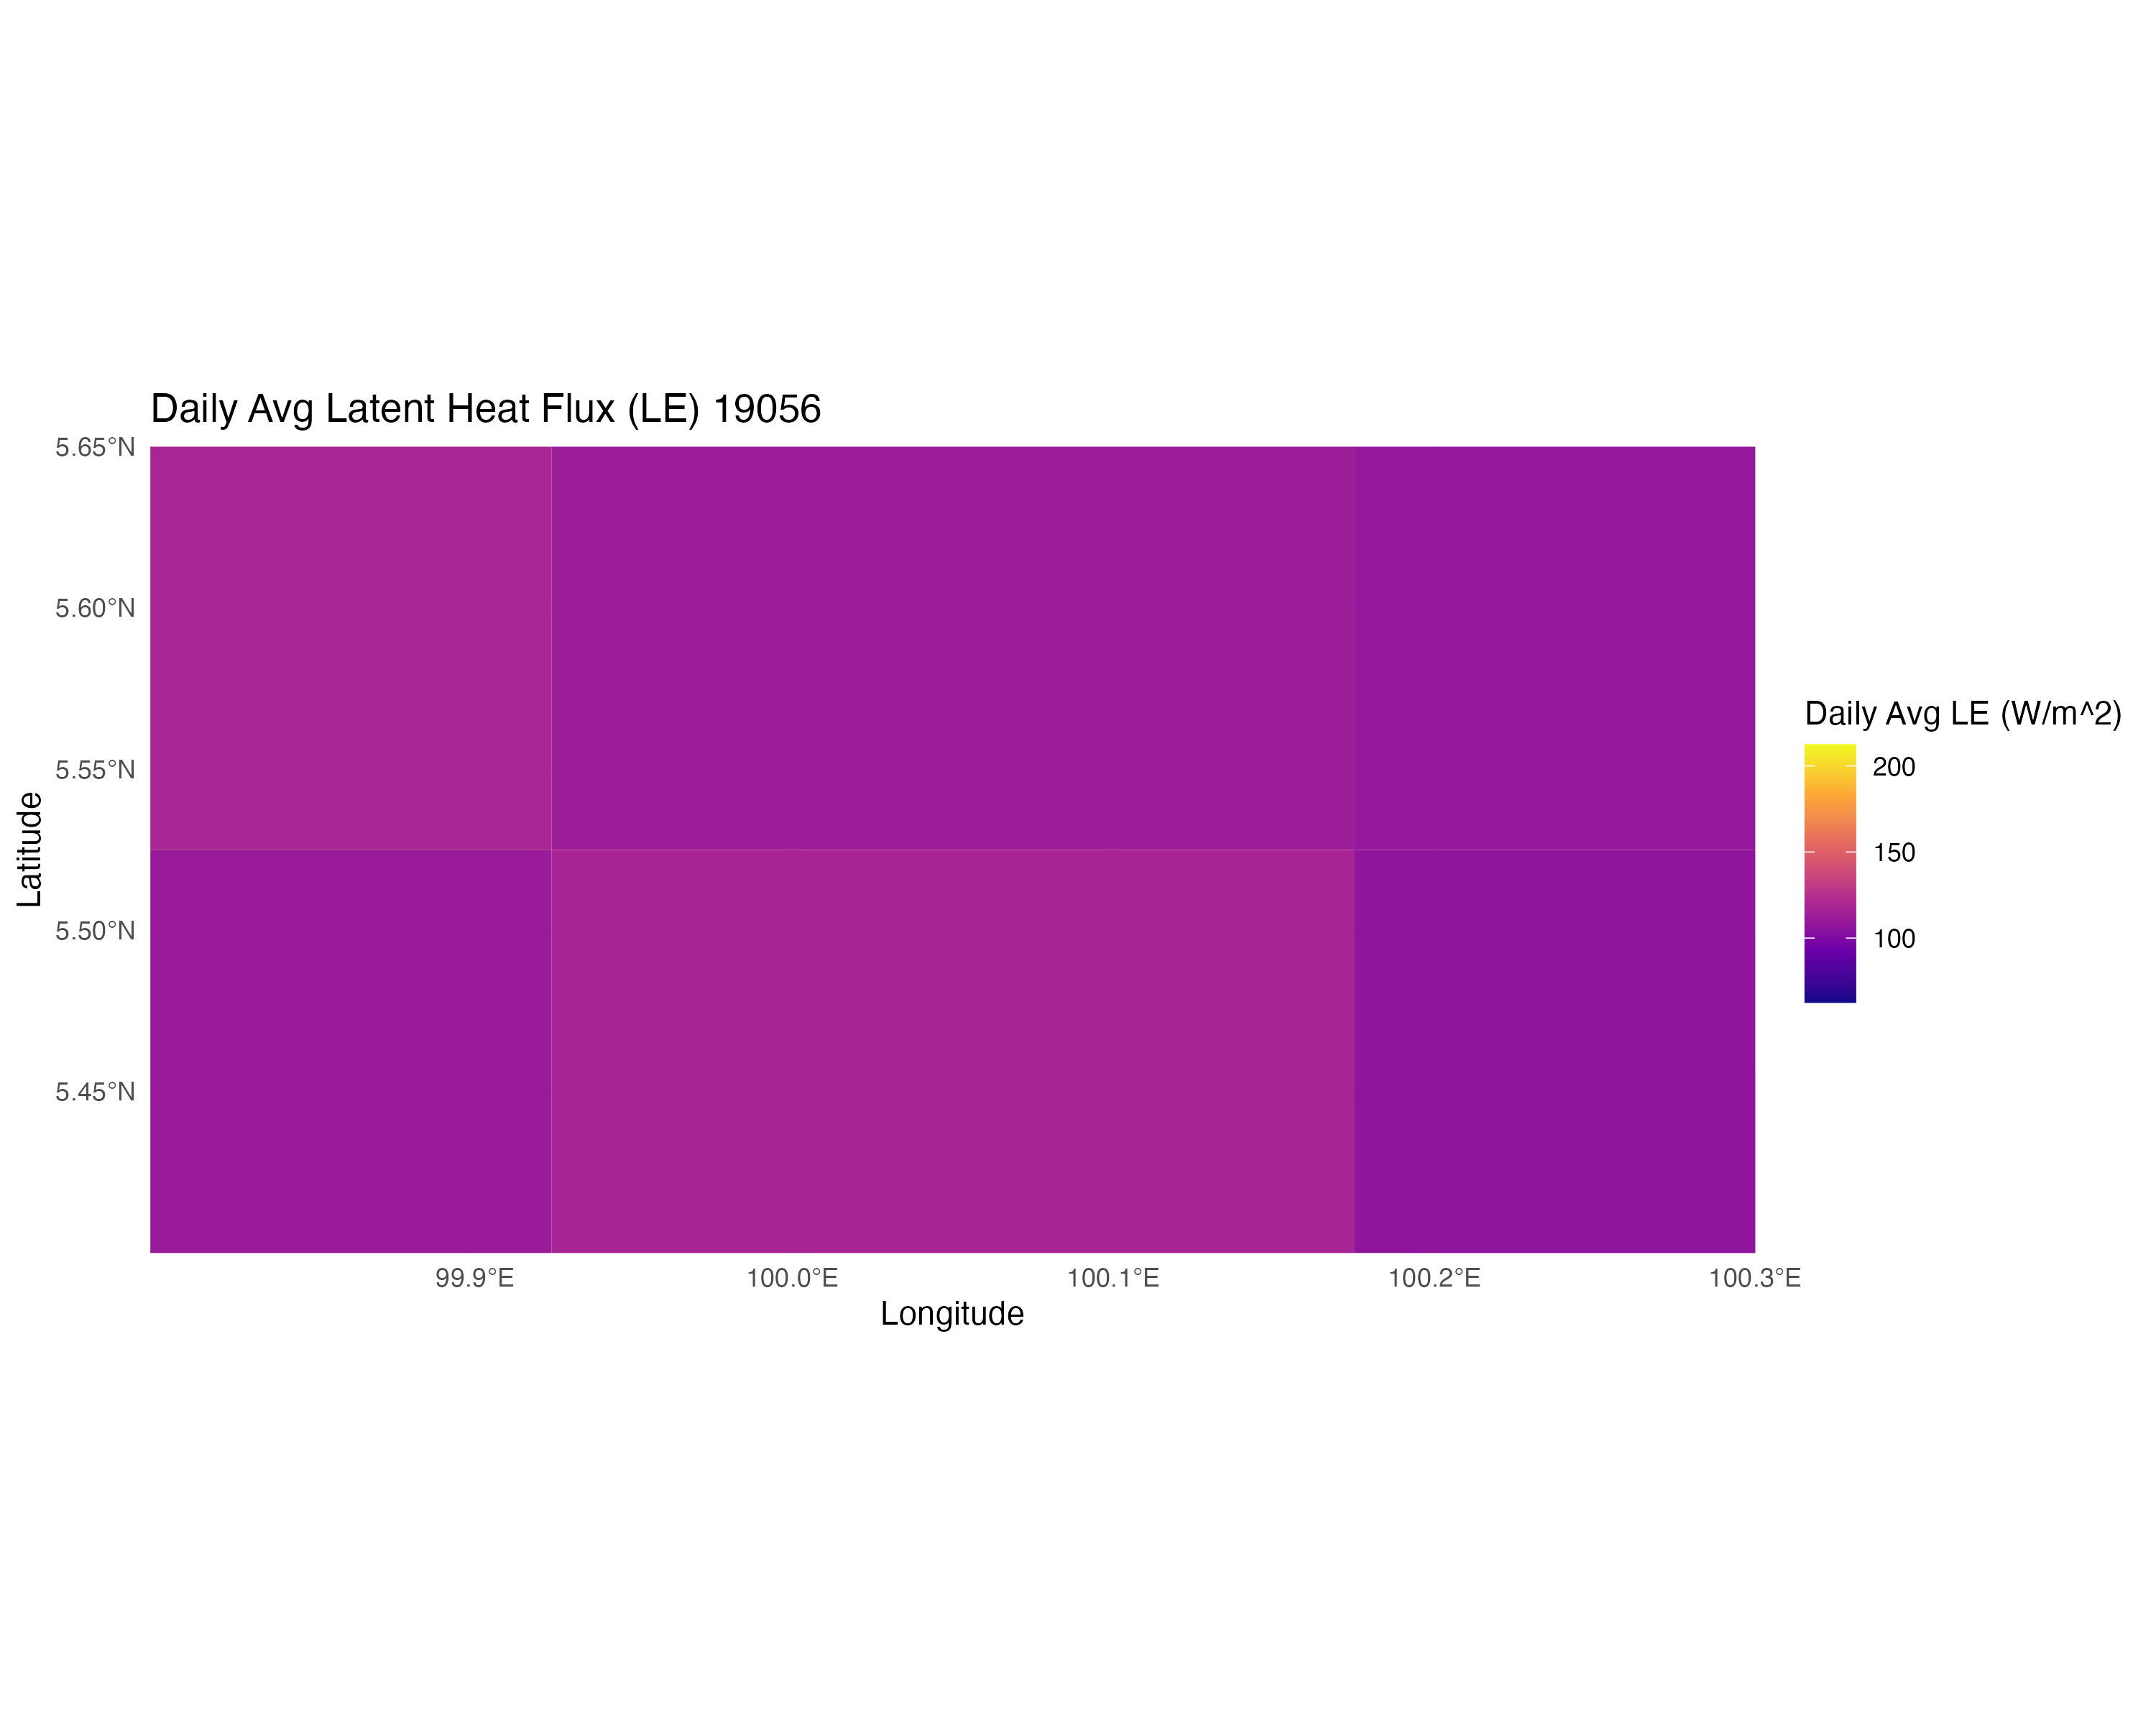 Daily Avg Latent Heat Flux (LE) 19056
5.65°N
5.60°N
5.55°N
5.50°N
5.45°N
Latitude
99.9°E
100.0°E
100.1°E
100.2°E
100.3°E
Longitude
Daily Avg LE (W/m^2)
200
150
100